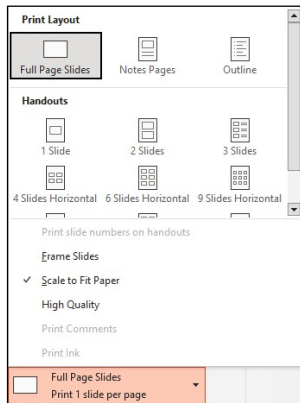 Print Layout
Full Page Slides
Notes Pages
Outline
Handouts
1 Slide
2 Slides
3 Slides
4 Slides Horizontal
6 Slides Horizontal
9 Slides Horizontal
Print slide numbers on handouts
Frame Slides
Scale to Fit Paper
High Quality
Print Comments
Print Ink
Full Page Slides
Print 1 slide per page